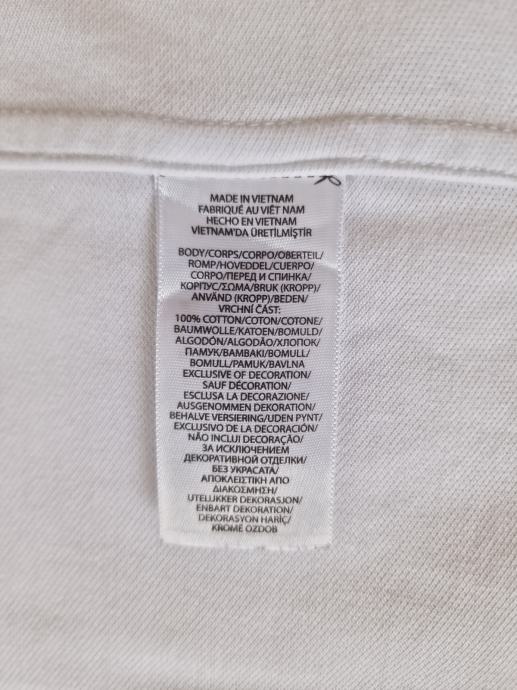 MADE IN VIETNAM
FABRIQUÉ AU VIÊT NAM
HECHO EN VIETNAM
VİETNAM'DA ÜRETİLMİŞTİR
BODY/CORPS/CORPO/OBERTEIL/
ROMP/HOVEDDEL/CUERPO/
CORPO/ПЕРЕД И СПИНКА/
КОРПУС/ΣΩΜΑ/BRUK (KROPP)/
ANVÄND (KROPP)/BEDEN/
VRCHNÍ ČÁST:
100% COTTON/COTON/COTONE/
BAUMWOLLE/KATOEN/BOMULD/
ALGODÓN/ALGODÃO/ХЛОПОК/
ПАМУК/ΒΑΜΒΑΚΙ/BOMULL/
BOMULL/PAMUK/BAVLNA
EXCLUSIVE OF DECORATION/
SAUF DÉCORATION/
ESCLUSA LA DECORAZIONE/
AUSGENOMMEN DEKORATION/
BEHALVE VERSIERING/UDEN PYNT/
EXCLUSIVO DE LA DECORACIÓN/
NÃO INCLUI DECORAÇÃO/
ЗА ИСКЛЮЧЕНИЕМ
ДЕКОРАТИВНОЙ ОТДЕЛКИ/
БЕЗ УКРАСАТА/
ΑΠΟΚΛΕΙΣΤΙΚΗ ΑΠΟ
ΔΙΑΚΟΣΜΗΣΗ/
UTELUKKER DEKORASJON/
ENBART DEKORATION/
DEKORASYON HARİÇ/
KROMĚ OZDOB